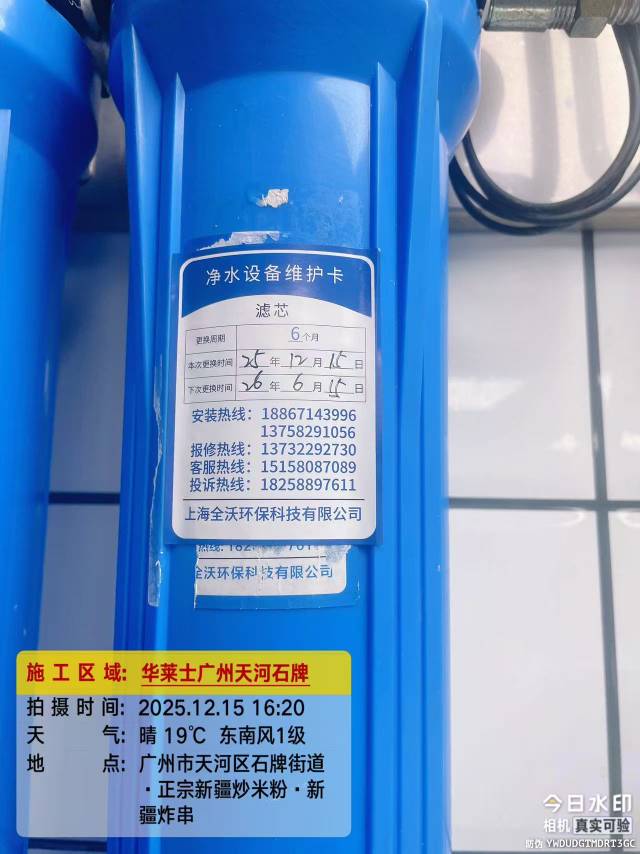 净水设备维护卡
滤芯
更换周期 6个月
本次更换时间 25年12月15日
下次更换时间 26年6月15日
安装热线：18867143996
13758291056
报修热线：13732292730
客服热线：15158087089
投诉热线：18258897611
上海全沃环保科技有限公司
全沃环保科技有限公司
施工区域：华莱士广州天河石牌
拍摄时间：2025.12.15 16:20
天气：晴 19℃ 东南风1级
地点：广州市天河区石牌街道
·正宗新疆炒米粉·新
疆炸串
今日水印
相机 真实可验
防伪 YWDUDGTMDRT3GC